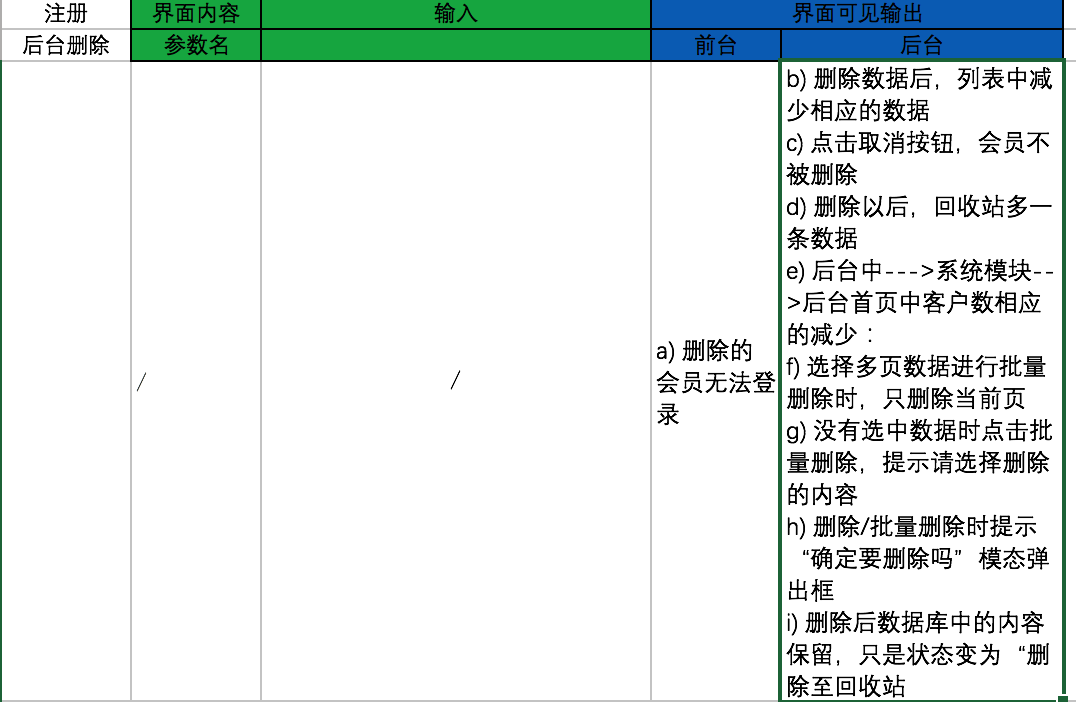 注册 界面内容 输入 界面可见输出
后台删除 参数名 前台 后台
/ /
a) 删除的
会员无法登
录
b) 删除数据后，列表中减
少相应的数据
c) 点击取消按钮，会员不
被删除
d) 删除以后，回收站多一
条数据
e) 后台中--->系统模块--
>后台首页中客户数相应
的减少：
f) 选择多页数据进行批量
删除时，只删除当前页
g) 没有选中数据时点击批
量删除，提示请选择删除
的内容
h) 删除/批量删除时提示
“确定要删除吗”模态弹
出框
i) 删除后数据库中的内容
保留，只是状态变为“删
除至回收站